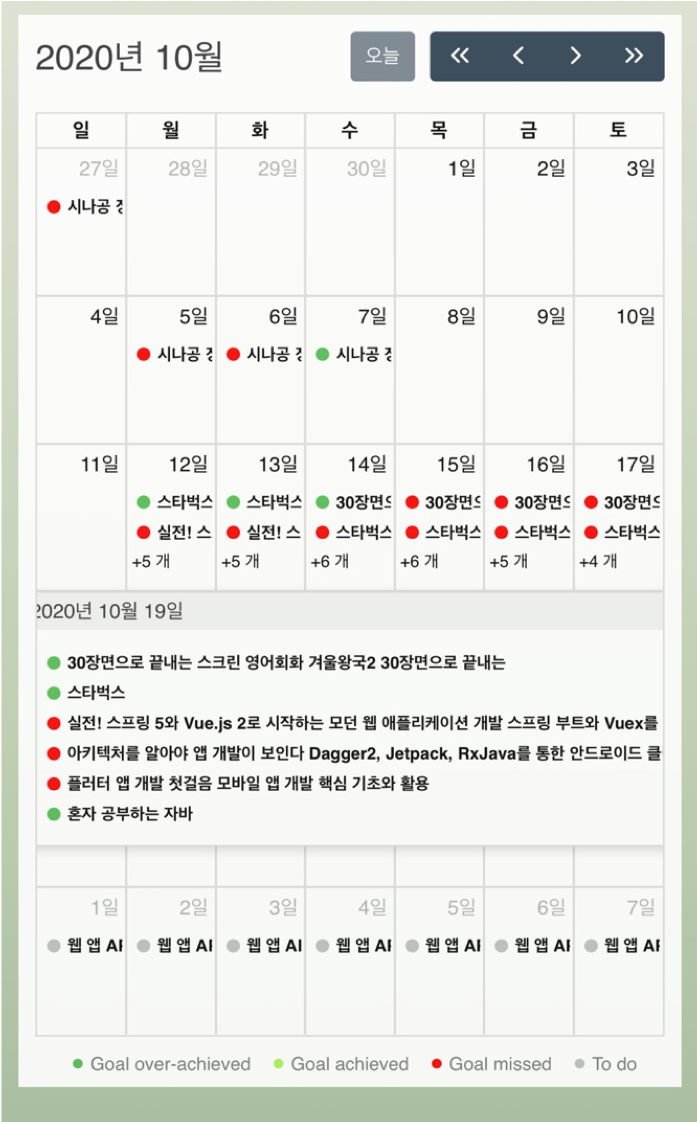 2020년 10월 오늘
일 월 화 수 목 금 토
27일 28일 29일 30일 1일 2일 3일
시나공
4일 5일 6일 7일 8일 9일 10일
시나공 시나공 시나공
11일 12일 13일 14일 15일 16일 17일
스타벅스 스타벅스 30장면으 30장면으 30장면으 30장면으
실전! 스 실전! 스 스타벅스 스타벅스 스타벅스 스타벅스
+5 개 +5 개 +6 개 +6 개 +5 개 +4 개
2020년 10월 19일
30장면으로 끝내는 스크린 영어회화 겨울왕국2 30장면으로 끝내는
스타벅스
실전! 스프링 5와 Vue.js 2로 시작하는 모던 웹 애플리케이션 개발 스프링 부트와 Vuex를
아키텍처를 알아야 앱 개발이 보인다 Dagger2, Jetpack, RxJava를 통한 안드로이드 클
플러터 앱 개발 첫걸음 모바일 앱 개발 핵심 기초와 활용
혼자 공부하는 자바
1일 2일 3일 4일 5일 6일 7일
웹 앱 AP 웹 앱 AP 웹 앱 AP 웹 앱 AP 웹 앱 AP 웹 앱 AP 웹 앱 AP
Goal over-achieved Goal achieved Goal missed To do